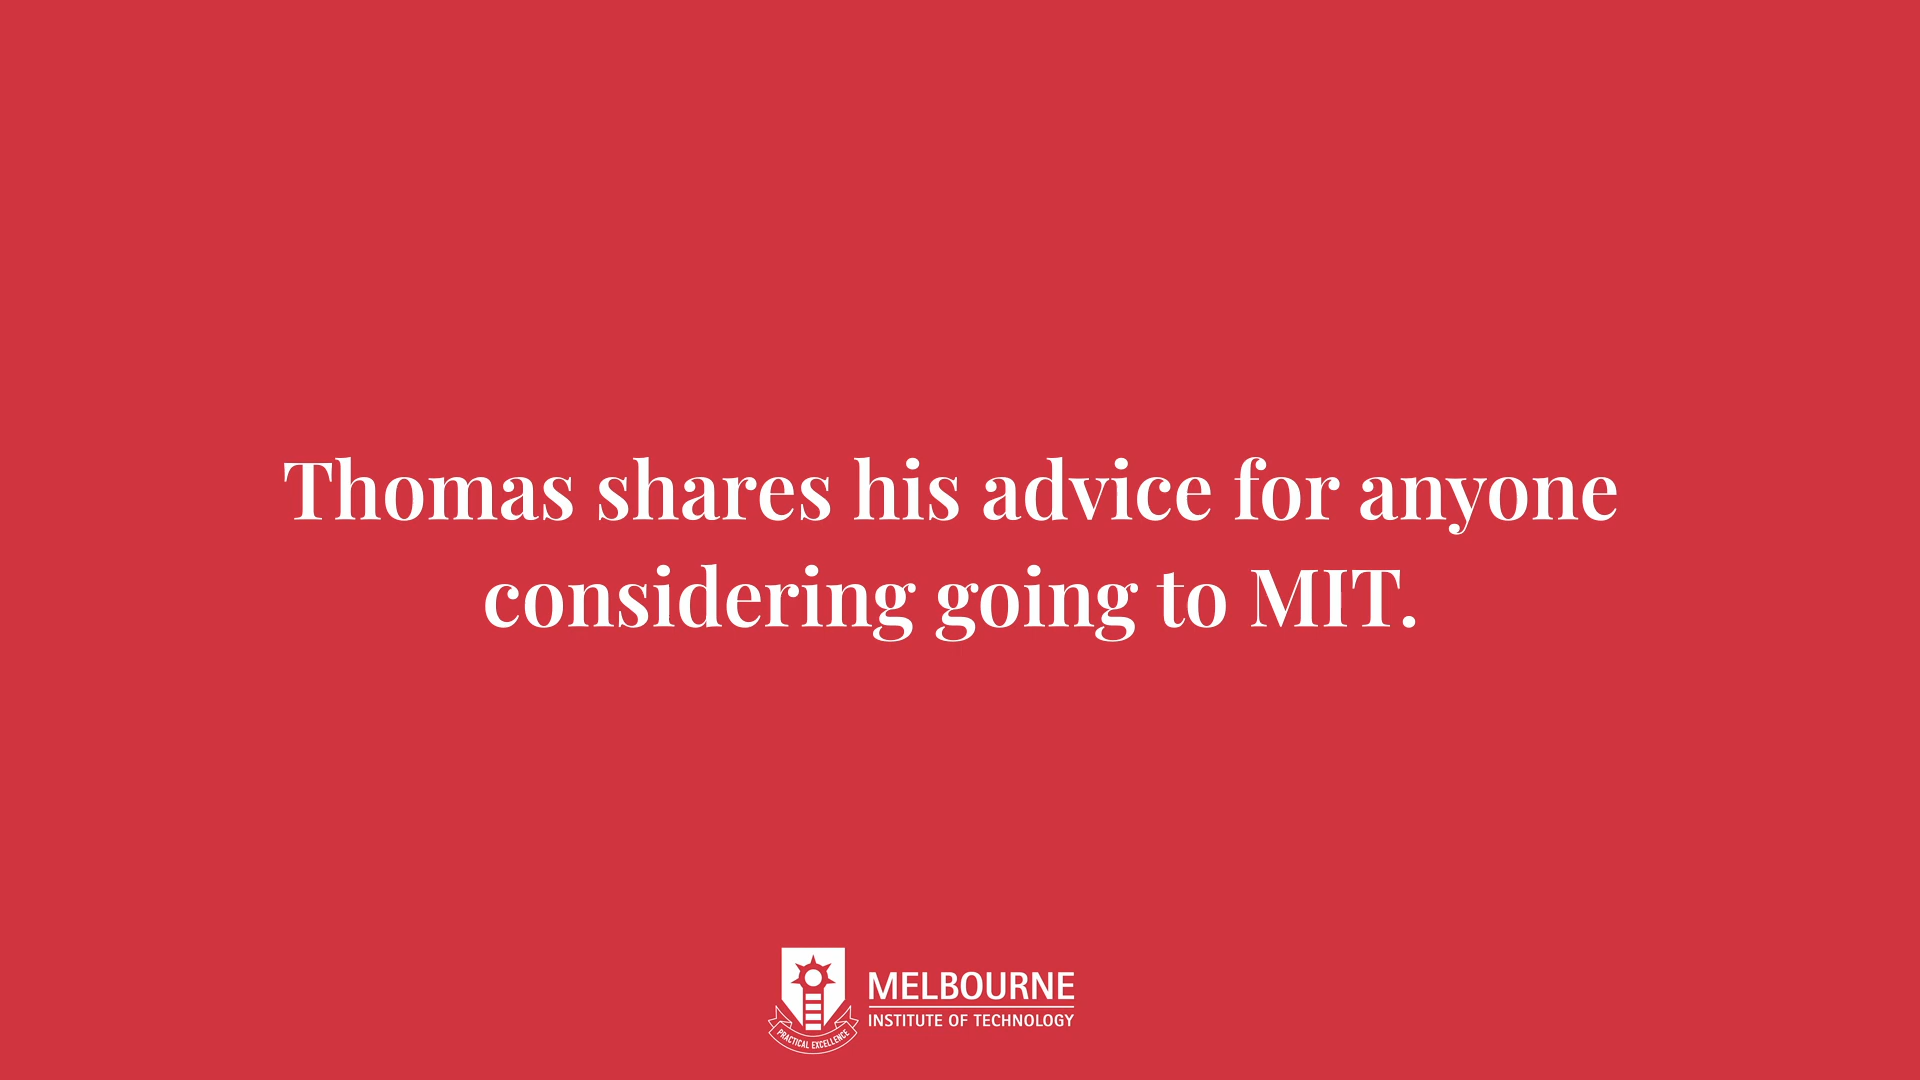 Thomas shares his advice for anyone
considering going to MIT.
MELBOURNE
INSTITUTE OF TECHNOLOGY
PRACTICAL EXCELLENCE